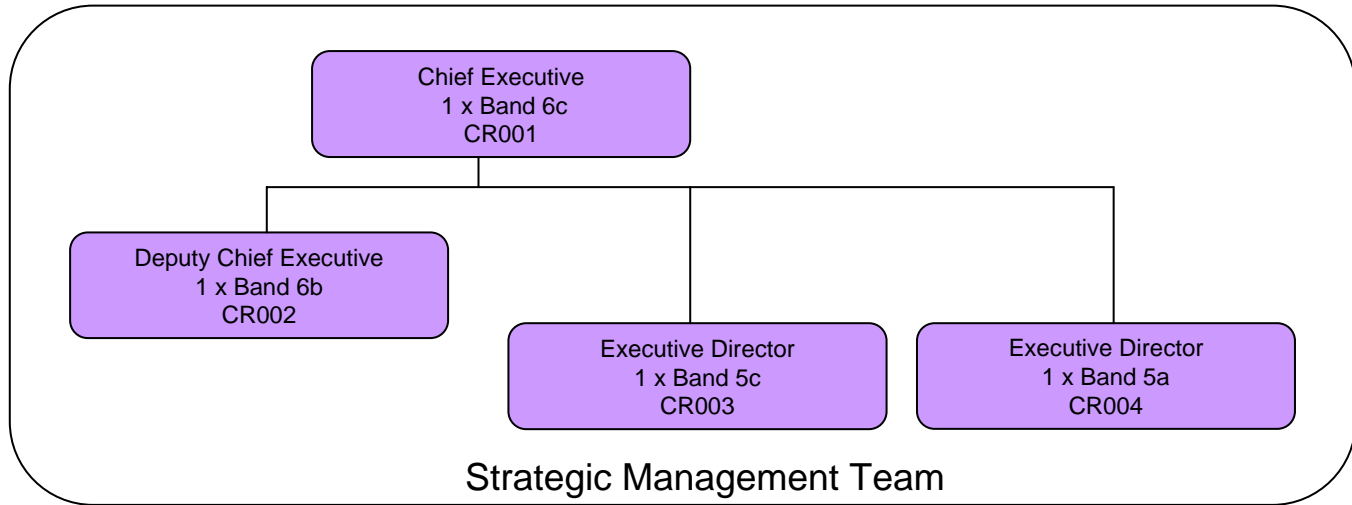 Chief Executive
1 x Band 6c
CR001
Deputy Chief Executive
1 x Band 6b
CR002
Executive Director
1 x Band 5c
CR003
Executive Director
1 x Band 5a
CR004
Strategic Management Team